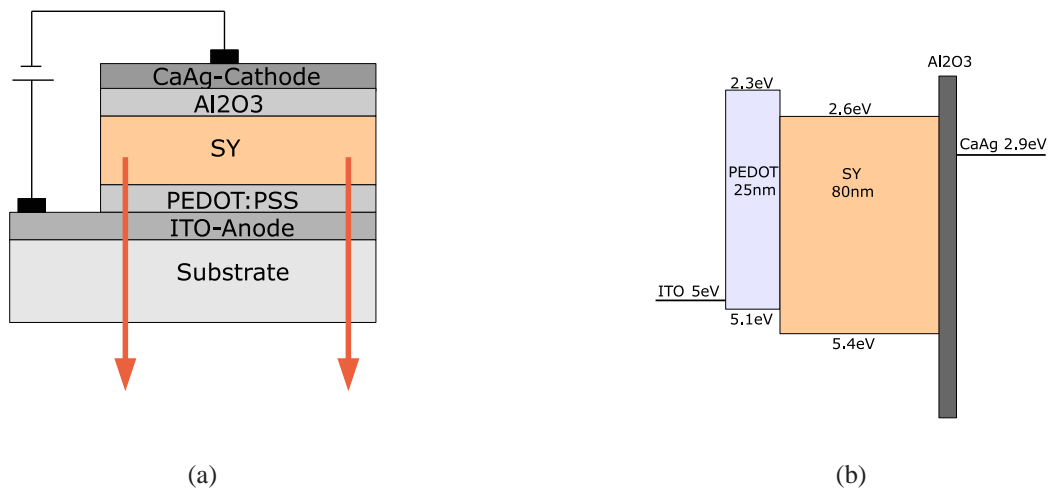 CaAg-Cathode
Al2O3
SY
PEDOT:PSS
ITO-Anode
Substrate
(a)
Al2O3
2.3eV
2.6eV
CaAg 2.9eV
PEDOT
25nm
SY
80nm
ITO 5eV
5.1eV
5.4eV
(b)